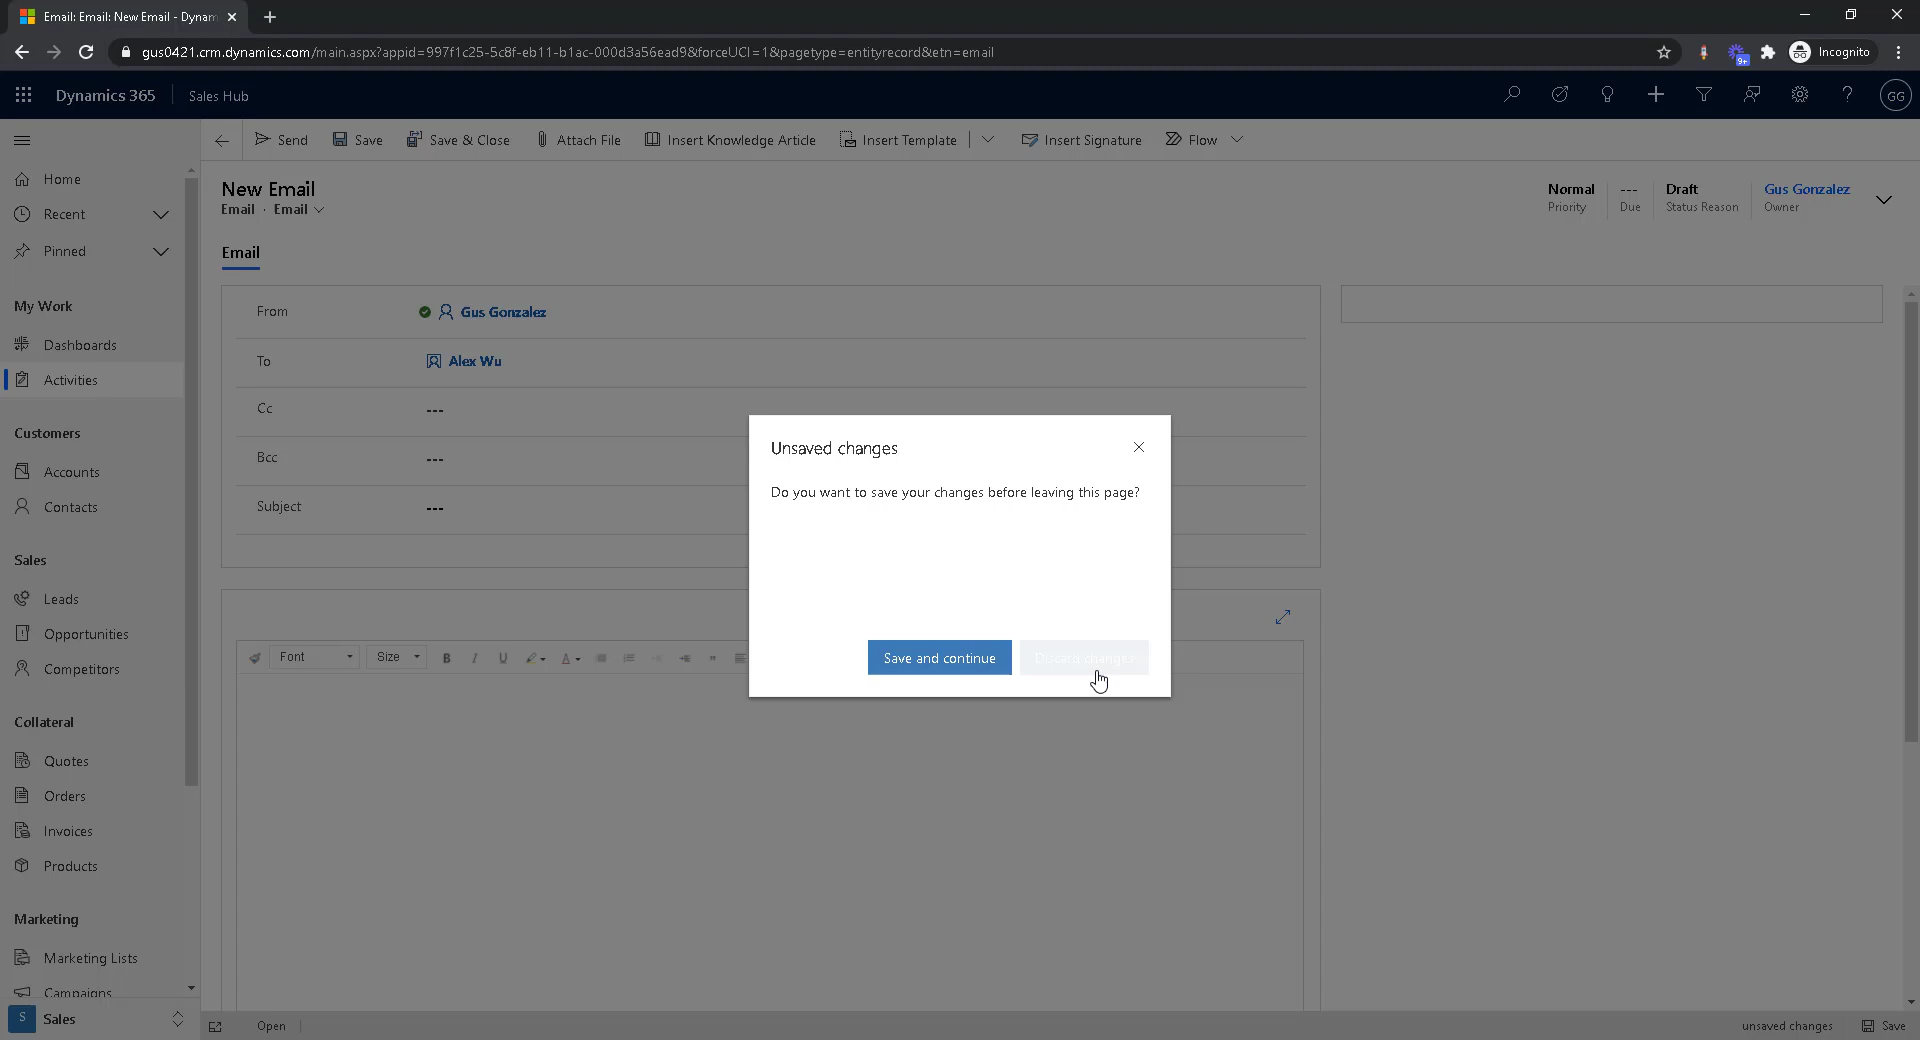 Email: Email: New Email - Dynam
gus0421.crm.dynamics.com/main.aspx?appid=997f1c25-5c8f-eb11-b1ac-000d3a56ead9&forceUCI=1&pagetype=entityrecord&etn=email
9+
Incognito
Dynamics 365
Sales Hub
GG
Send
Save
Save & Close
Attach File
Insert Knowledge Article
Insert Template
Insert Signature
Flow
Home
Recent
Pinned
My Work
Dashboards
Activities
Customers
Accounts
Contacts
Sales
Leads
Opportunities
Competitors
Collateral
Quotes
Orders
Invoices
Products
Marketing
Marketing Lists
Campaigns
S
Sales
New Email
Email · Email
Normal
Priority
---
Due
Draft
Status Reason
Gus Gonzalez
Owner
Email
From
Gus Gonzalez
To
Alex Wu
Cc
---
Bcc
---
Subject
---
Font
Size
B
I
U
A
Unsaved changes
Do you want to save your changes before leaving this page?
Save and continue
Discard changes
Open
unsaved changes
Save